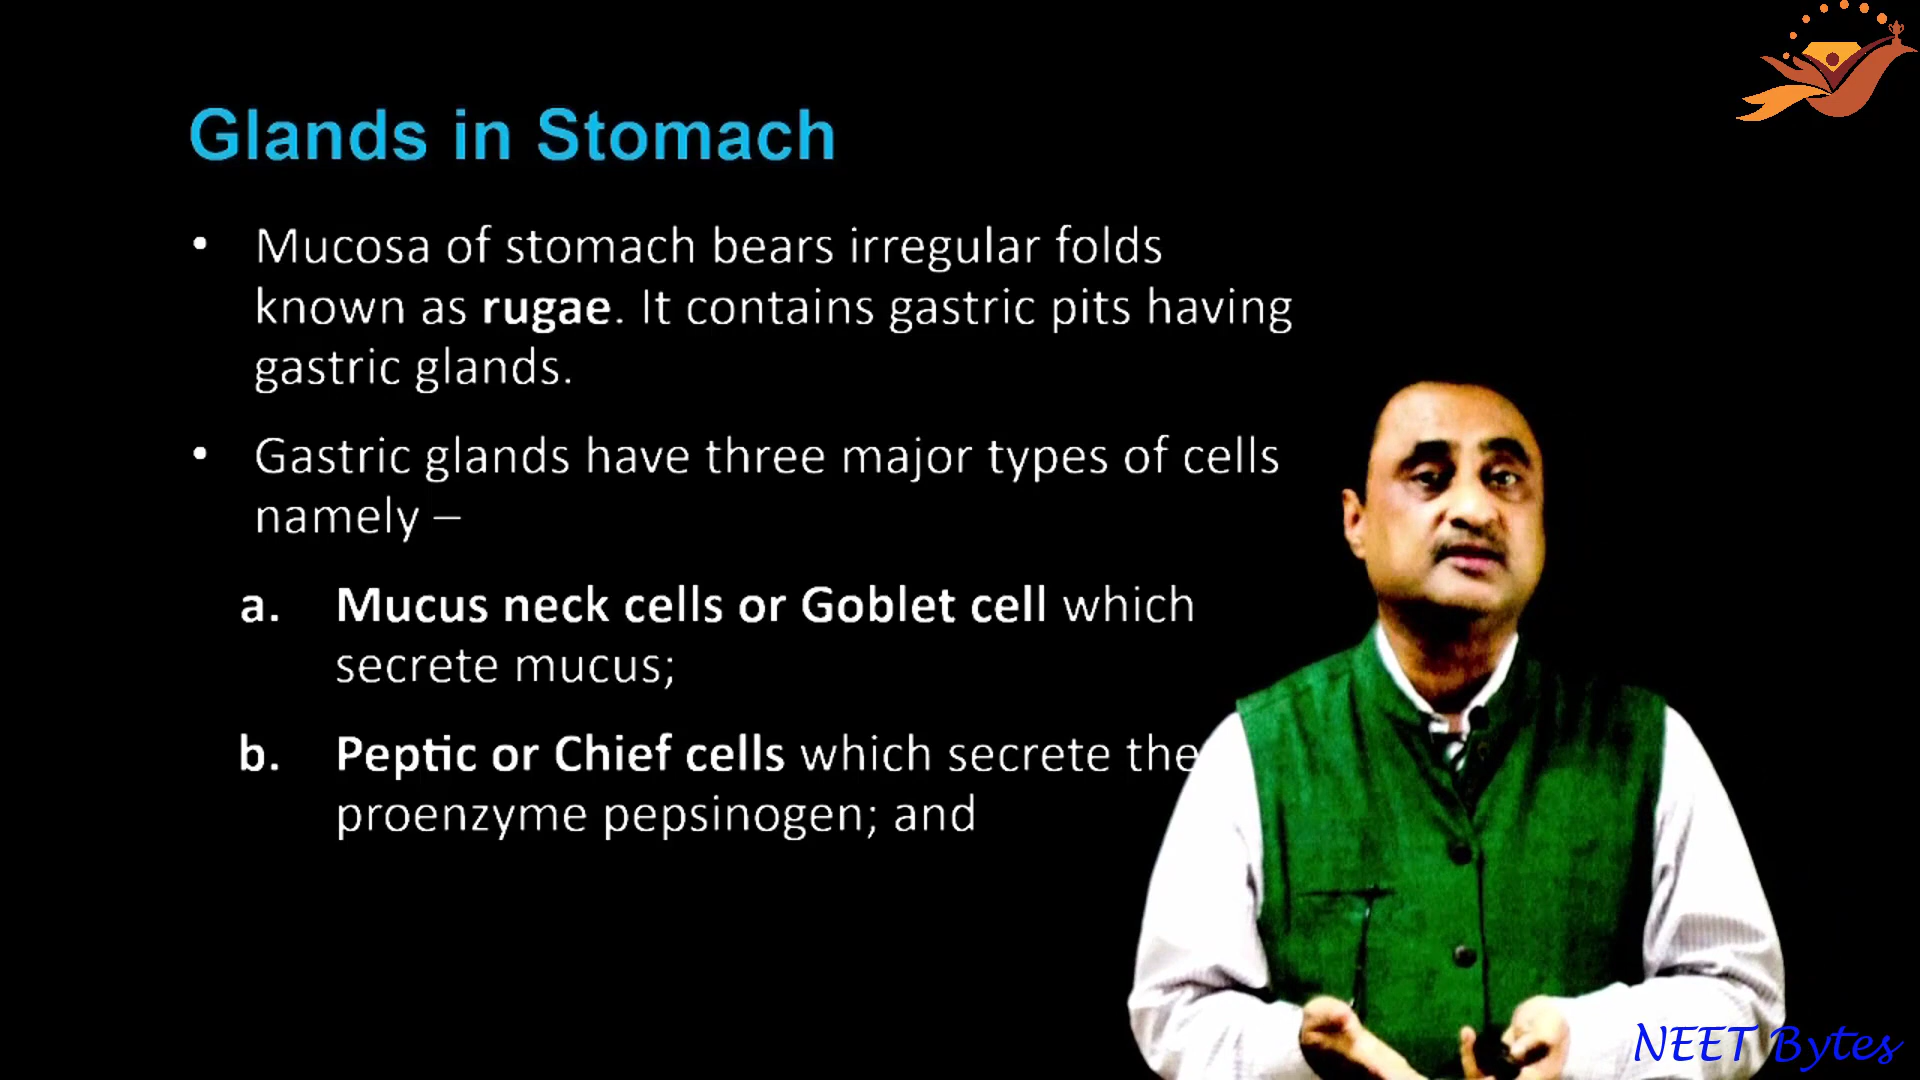 Glands in Stomach
• Mucosa of stomach bears irregular folds
known as rugae. It contains gastric pits having
gastric glands.
• Gastric glands have three major types of cells
namely –
a. Mucus neck cells or Goblet cell which
secrete mucus;
b. Peptic or Chief cells which secrete the
proenzyme pepsinogen; and
NEET Bytes